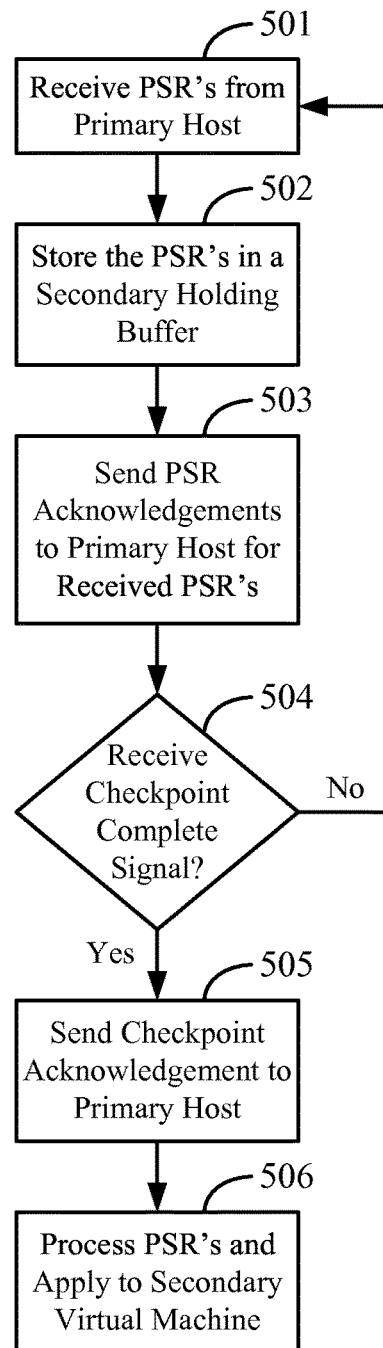 501
Receive PSR's from
Primary Host
502
Store the PSR's in a
Secondary Holding
Buffer
503
Send PSR
Acknowledgements
to Primary Host for
Received PSR's
504
Receive
Checkpoint
Complete
Signal?
No
Yes
505
Send Checkpoint
Acknowledgement to
Primary Host
506
Process PSR's and
Apply to Secondary
Virtual Machine